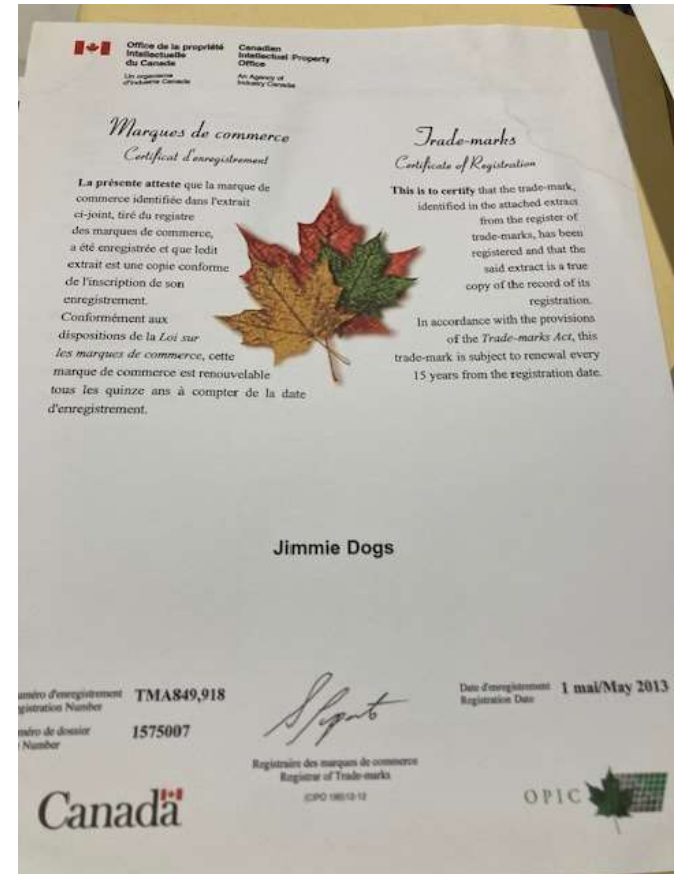 Office de la propriété
Intellectuelle
du Canada
Un organisme
d'Industrie Canada
Canadian
Intellectual Property
Office
An Agency of
Industry Canada
Marques de commerce
Certificat d'enregistrement
La présente atteste que la marque de
commerce identifiée dans l'extrait
ci-joint, tiré du registre
des marques de commerce,
a été enregistrée et que ledit
extrait est une copie conforme
de l'inscription de son
enregistrement.
Conformément aux
dispositions de la Loi sur
les marques de commerce, cette
marque de commerce est renouvelable
tous les quinze ans à compter de la date
d'enregistrement.
Trade-marks
Certificate of Registration
This is to certify that the trade-mark,
identified in the attached extract
from the register of
trade-marks, has been
registered and that the
said extract is a true
copy of the record of its
registration.
In accordance with the provisions
of the Trade-marks Act, this
trade-mark is subject to renewal every
15 years from the registration date.
Jimmie Dogs
uméro d'enregistrement TMA849,918
gistration Number
méro de dossier 1575007
Number
Registraire des marques de commerce
Registrar of Trade-marks
Date d'enregistrement 1 mai/May 2013
Registration Date
Canada
OPIC